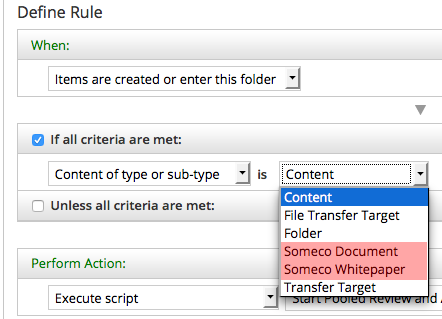 Define Rule
When:
Items are created or enter this folder
If all criteria are met:
Content of type or sub-type is Content
Content
File Transfer Target
Unless all criteria are met:
Folder
Someco Document
Someco Whitepaper
Perform Action:
Transfer Target
Execute script Start Pooled Review and